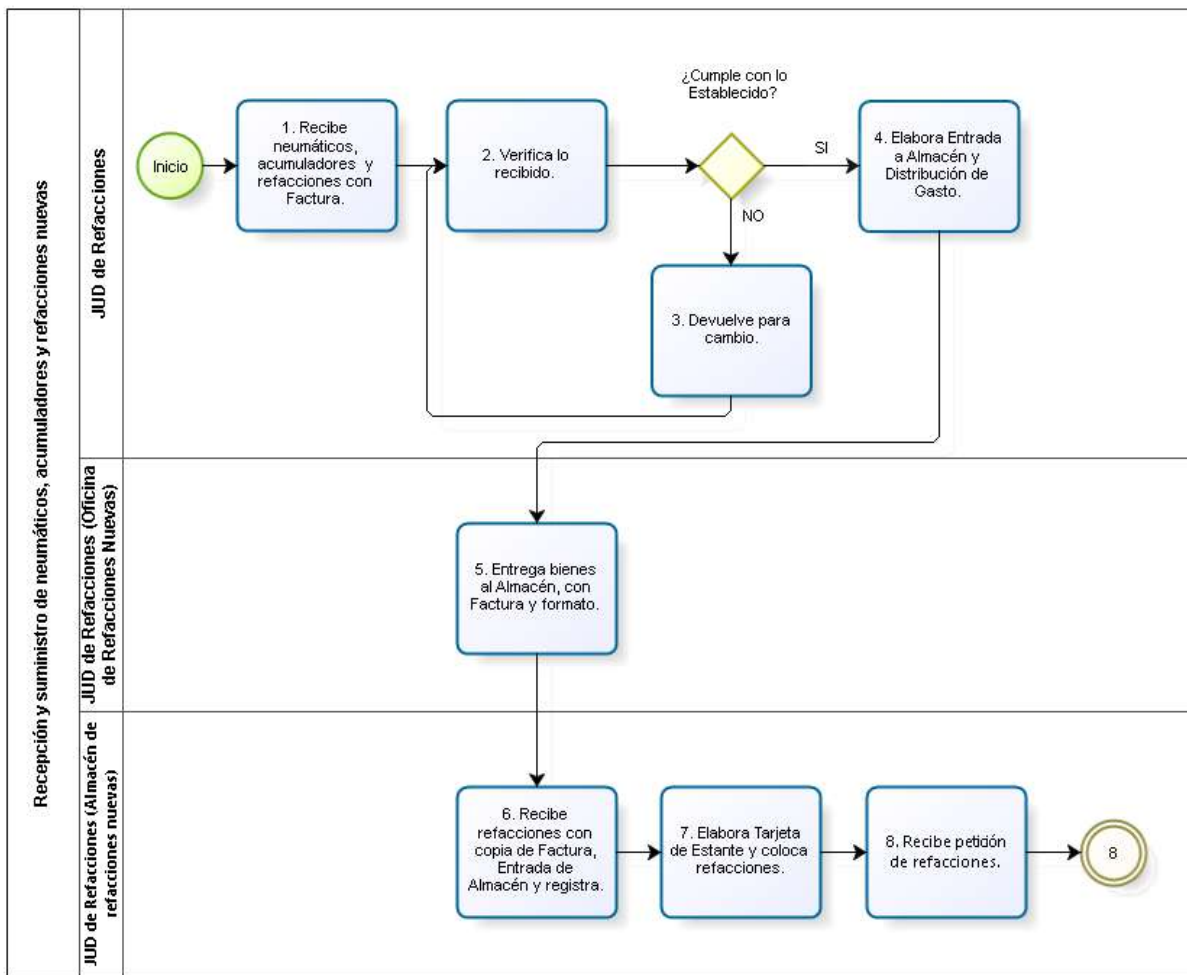 Recepción y suministro de neumáticos, acumuladores y refacciones nuevas
JUD de Refacciones
Inicio
1. Recibe
neumáticos,
acumuladores y
refacciones con
Factura.
2. Verifica lo
recibido.
¿Cumple con lo
Establecido?
SI
NO
4. Elabora Entrada
a Almacén y
Distribución de
Gasto.
3. Devuelve para
cambio.
JUD de Refacciones (Oficina
de Refacciones Nuevas)
5. Entrega bienes
al Almacén, con
Factura y formato.
JUD de Refacciones (Almacén de
refacciones nuevas)
6. Recibe
refacciones con
copia de Factura,
Entrada de
Almacén y registra.
7. Elabora Tarjeta
de Estante y coloca
refacciones.
8. Recibe petición
de refacciones.
8